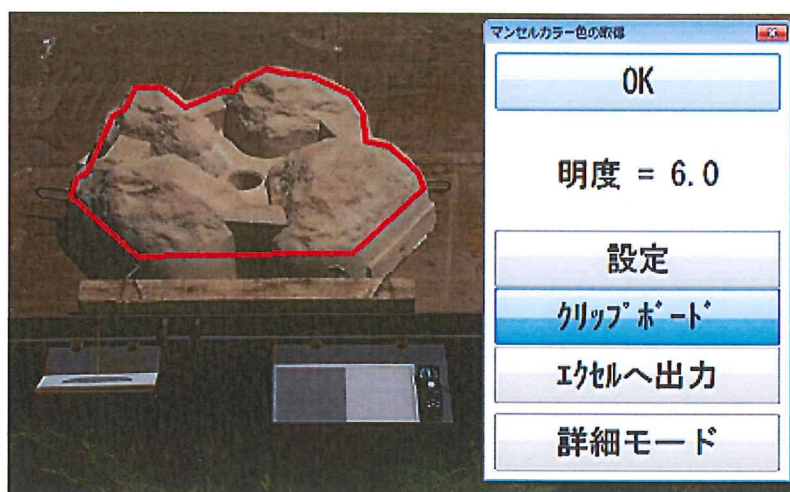 マンセルカラー色の取得
OK
明度 = 6.0
設定
クリップボード
エクセルへ出力
詳細モード